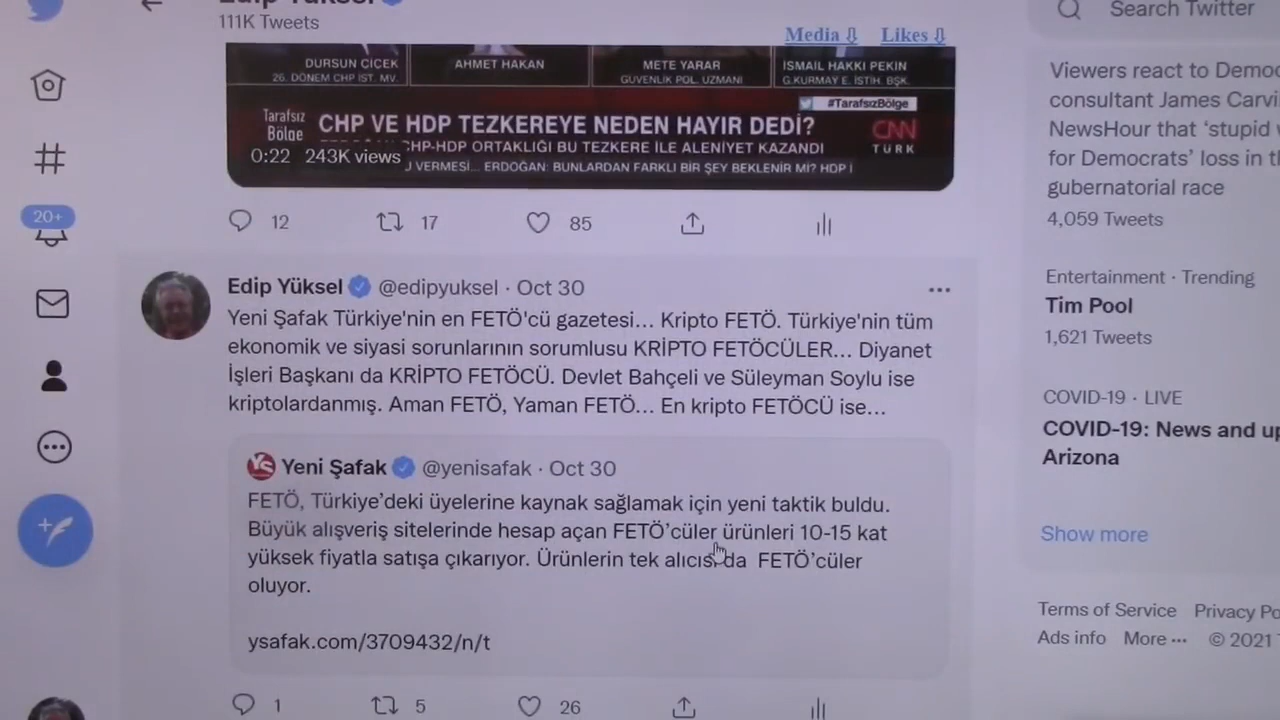 Edip Yüksel
111K Tweets
Search Twitter
Media ⇩ Likes ⇩
DURSUN ÇİÇEK
26. DÖNEM CHP İST. MV.
AHMET HAKAN
METE YARAR
GÜVENLİK POL. UZMANI
İSMAİL HAKKI PEKİN
G.KURMAY E. İSTİH. BŞK.
#TarafsızBölge
Tarafsız
Bölge
CHP VE HDP TEZKEREYE NEDEN HAYIR DEDİ?
CNN
TÜRK
CHP-HDP ORTAKLIĞI BU TEZKERE İLE ALENİYET KAZANDI
0:22 243K views
VERMESİ... ERDOĞAN: BUNLARDAN FARKLI BİR ŞEY BEKLENİR Mİ? HDP
12 17 85
20+
Edip Yüksel @edipyuksel · Oct 30
Yeni Şafak Türkiye'nin en FETÖ'cü gazetesi... Kripto FETÖ. Türkiye'nin tüm
ekonomik ve siyasi sorunlarının sorumlusu KRİPTO FETÖCÜLER... Diyanet
İşleri Başkanı da KRİPTO FETÖCÜ. Devlet Bahçeli ve Süleyman Soylu ise
kriptolardanmış. Aman FETÖ, Yaman FETÖ... En kripto FETÖCÜ ise...
YS Yeni Şafak @yenisafak · Oct 30
FETÖ, Türkiye’deki üyelerine kaynak sağlamak için yeni taktik buldu.
Büyük alışveriş sitelerinde hesap açan FETÖ’cüler ürünleri 10-15 kat
yüksek fiyatla satışa çıkarıyor. Ürünlerin tek alıcısı da FETÖ’cüler
oluyor.
ysafak.com/3709432/n/t
1 5 26
Viewers react to Democ
consultant James Carvi
NewsHour that ‘stupid
for Democrats’ loss in th
gubernatorial race
4,059 Tweets
Entertainment · Trending
Tim Pool
1,621 Tweets
COVID-19 · LIVE
COVID-19: News and up
Arizona
Show more
Terms of Service Privacy Po
Ads info More ··· © 2021